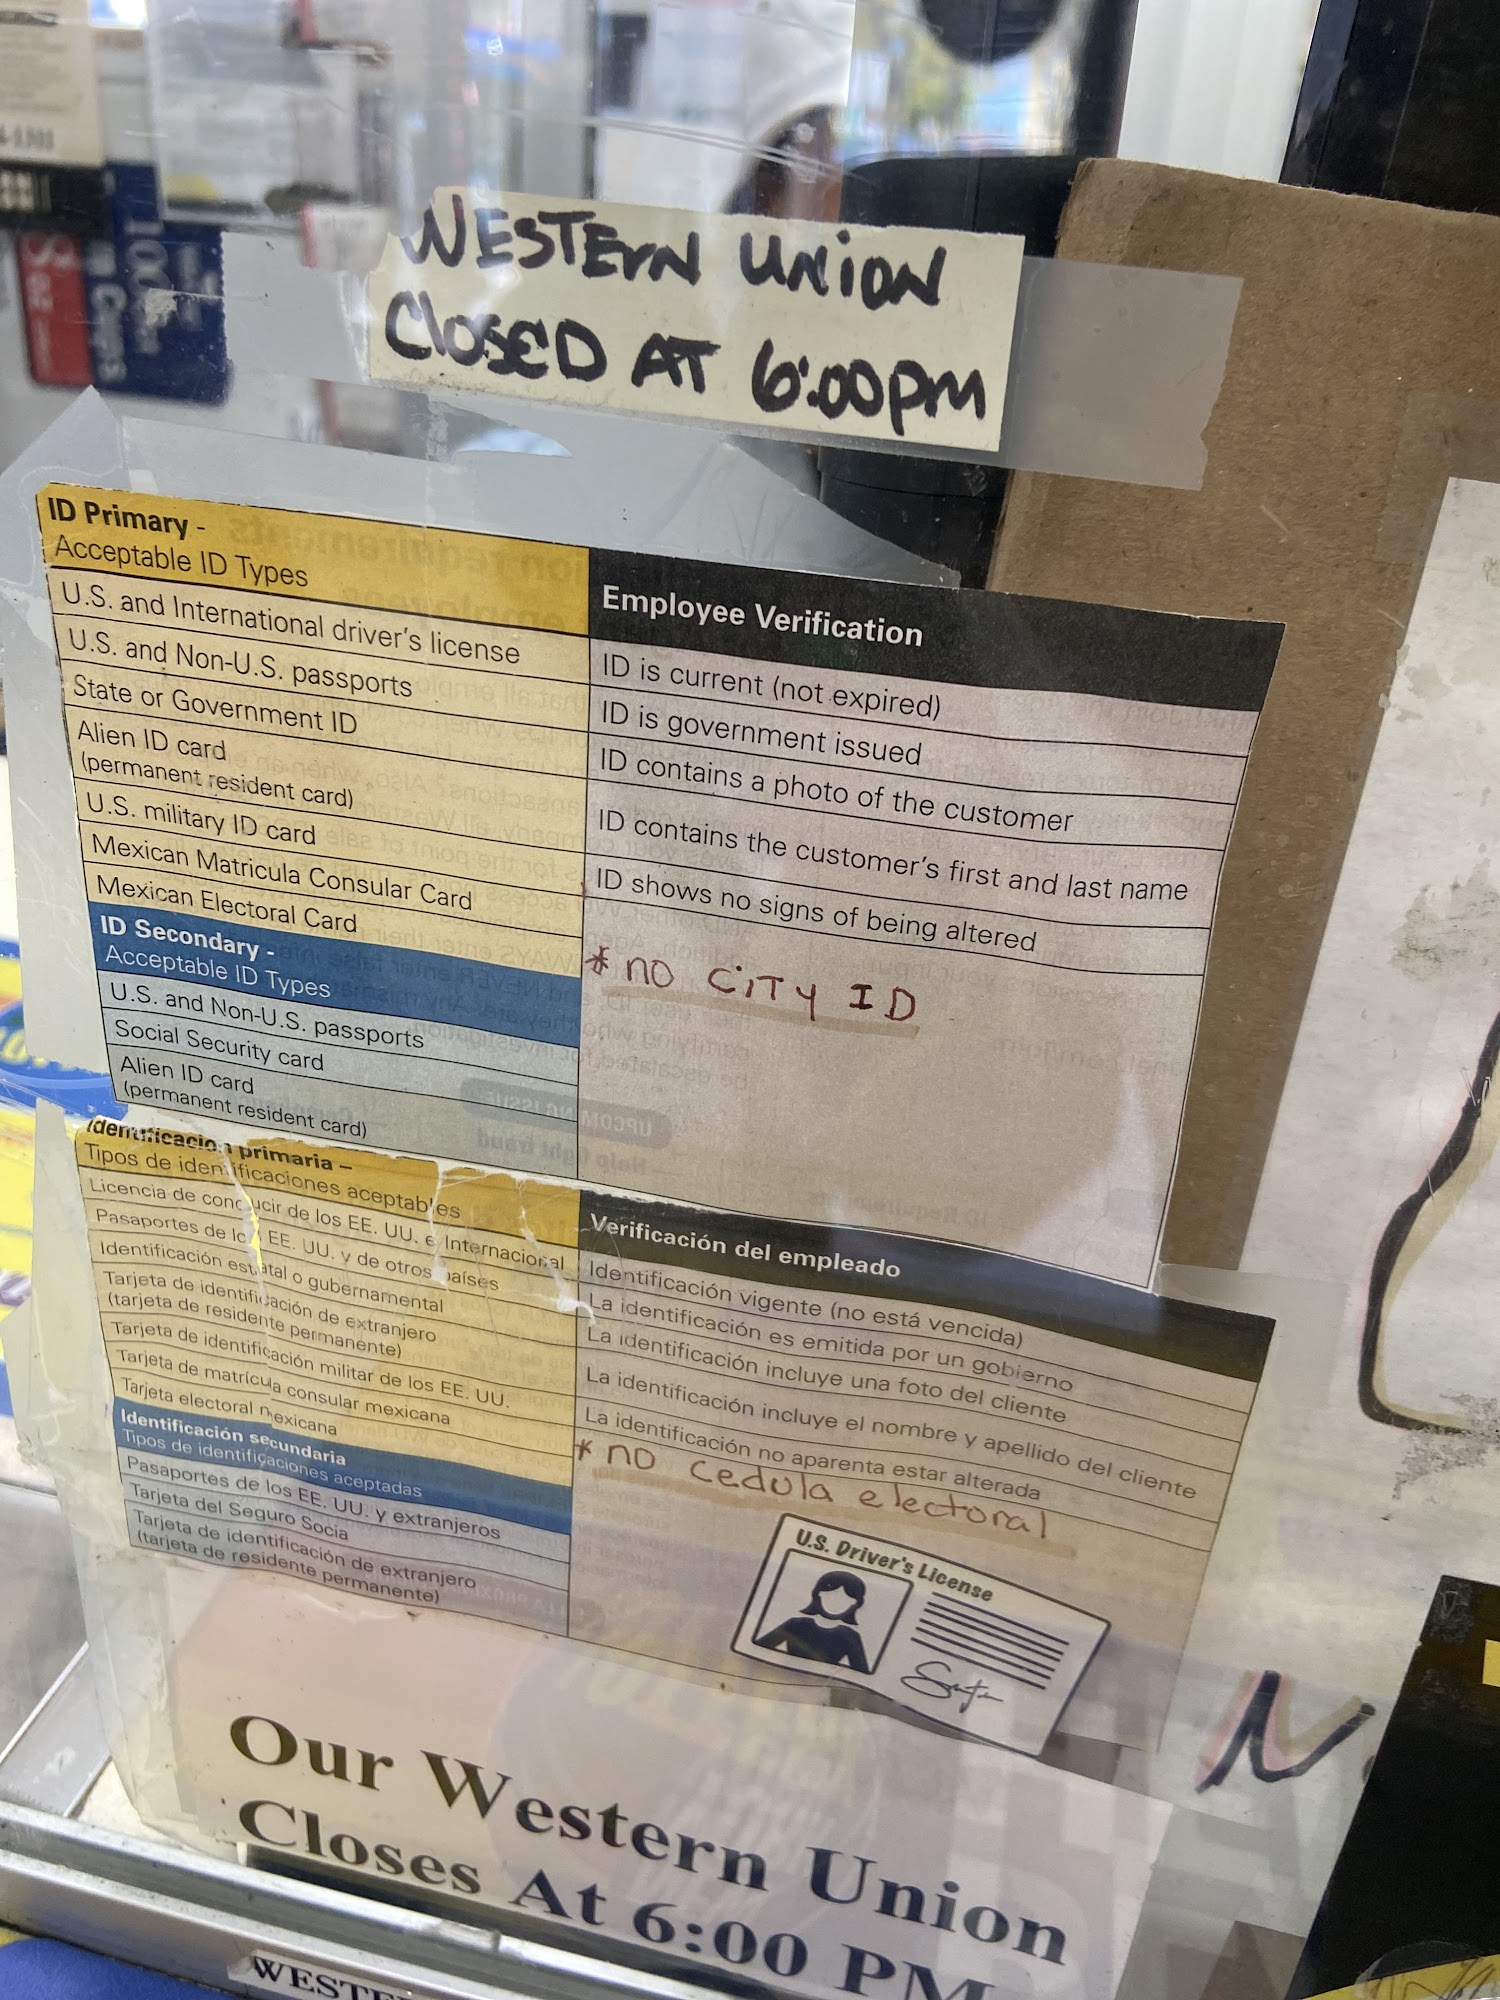 WESTERN UNION
CLOSED AT 6:00pm
ID Primary -
Acceptable ID Types
U.S. and International driver's license
U.S. and Non-U.S. passports
State or Government ID
Alien ID card
(permanent resident card)
U.S. military ID card
Mexican Matricula Consular Card
Mexican Electoral Card
ID Secondary -
Acceptable ID Types
U.S. and Non-U.S. passports
Social Security card
Alien ID card
(permanent resident card)
Employee Verification
ID is current (not expired)
ID is government issued
ID contains a photo of the customer
ID contains the customer's first and last name
ID shows no signs of being altered
* no CiTy ID
Identificación primaria –
Tipos de identificaciones aceptables
Licencia de conducir de los EE. UU. e Internacional
Pasaportes de los EE. UU. y de otros países
Identificación estatal o gubernamental
Tarjeta de identificación de extranjero
(tarjeta de residente permanente)
Tarjeta de identificación militar de los EE. UU.
Tarjeta de matrícula consular mexicana
Tarjeta electoral mexicana
Identificación secundaria
Tipos de identificaciones aceptadas
Pasaportes de los EE. UU. y extranjeros
Tarjeta del Seguro Socia
Tarjeta de identificación de extranjero
(tarjeta de residente permanente)
Verificación del empleado
Identificación vigente (no está vencida)
La identificación es emitida por un gobierno
La identificación incluye una foto del cliente
La identificación incluye el nombre y apellido del cliente
La identificación no aparenta estar alterada
* no cedula electoral
U.S. Driver's License
Our Western Union
Closes At 6:00 PM